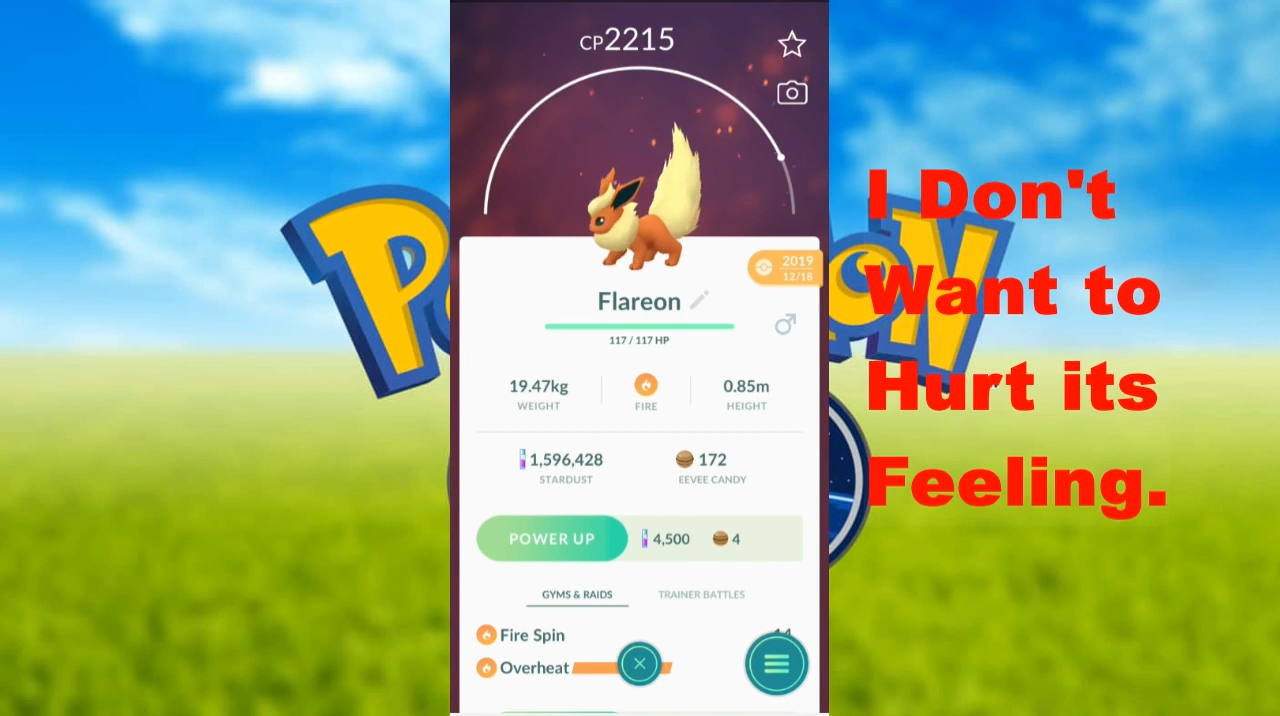 CP2215
2019
12/18
Flareon
117 / 117 HP
19.47kg
WEIGHT
FIRE
0.85m
HEIGHT
1,596,428
STARDUST
172
EEVEE CANDY
POWER UP
4,500
4
GYMS & RAIDS
TRAINER BATTLES
Fire Spin
Overheat
I Don't
Want to
Hurt its
Feeling.